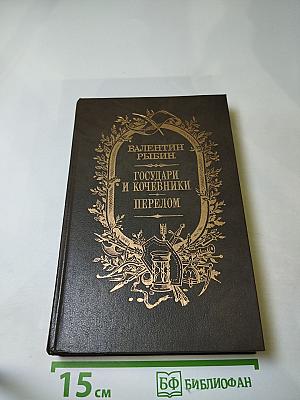 ВАЛЕНТИН
РЫБИН
ГОСУДАРИ
И КОЧЕВНИКИ
ПЕРЕЛОМ
15 см
БФ БИБЛИОФАН